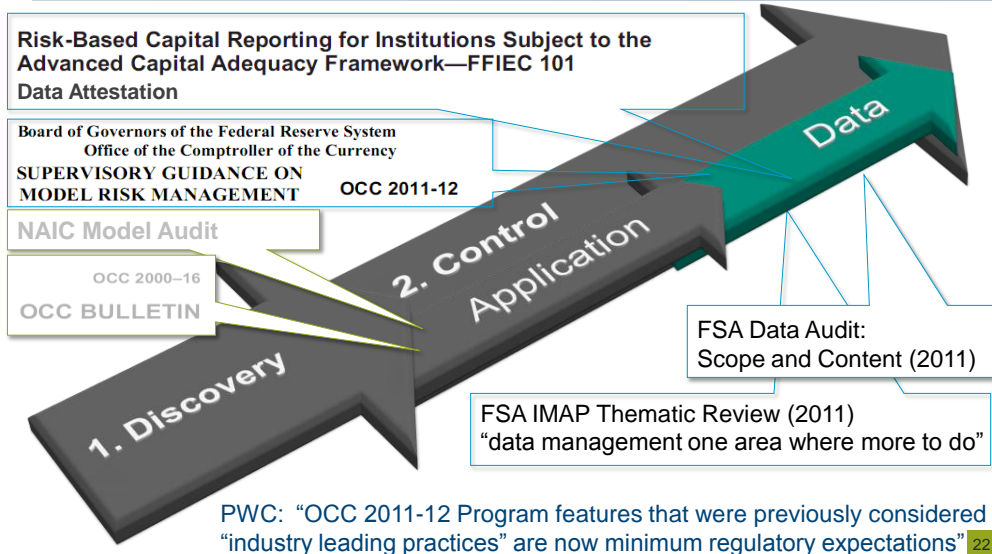 Risk-Based Capital Reporting for Institutions Subject to the
Advanced Capital Adequacy Framework—FFIEC 101
Data Attestation
Board of Governors of the Federal Reserve System
Office of the Comptroller of the Currency
SUPERVISORY GUIDANCE ON
MODEL RISK MANAGEMENT OCC 2011-12
NAIC Model Audit
OCC 2000–16
OCC BULLETIN
1. Discovery
2. Control
Application
Data
FSA Data Audit:
Scope and Content (2011)
FSA IMAP Thematic Review (2011)
“data management one area where more to do”
PWC: “OCC 2011-12 Program features that were previously considered
“industry leading practices” are now minimum regulatory expectations”
22